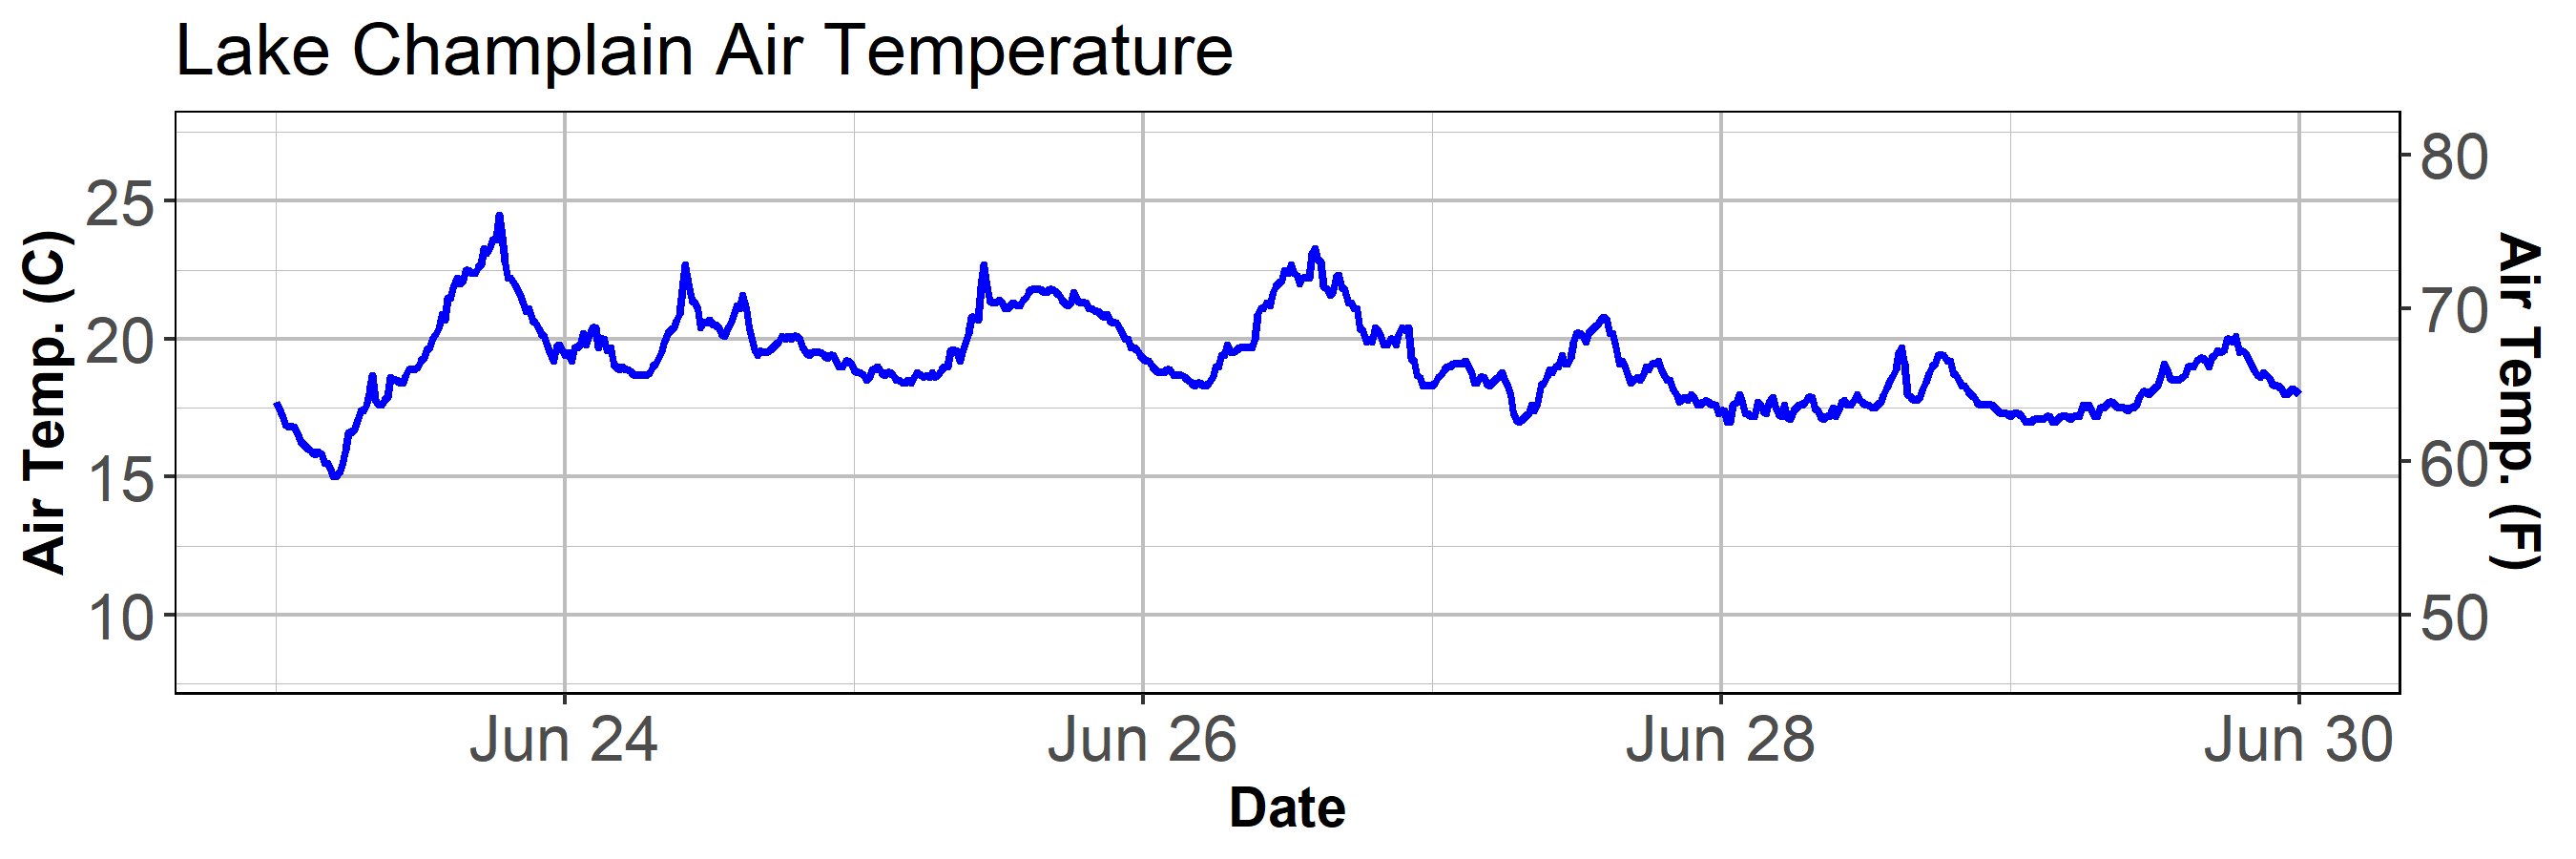 Lake Champlain Air Temperature
Air Temp. (C)
25
20
15
10
80
70
60
50
Air Temp. (F)
Jun 24 Jun 26 Jun 28 Jun 30
Date